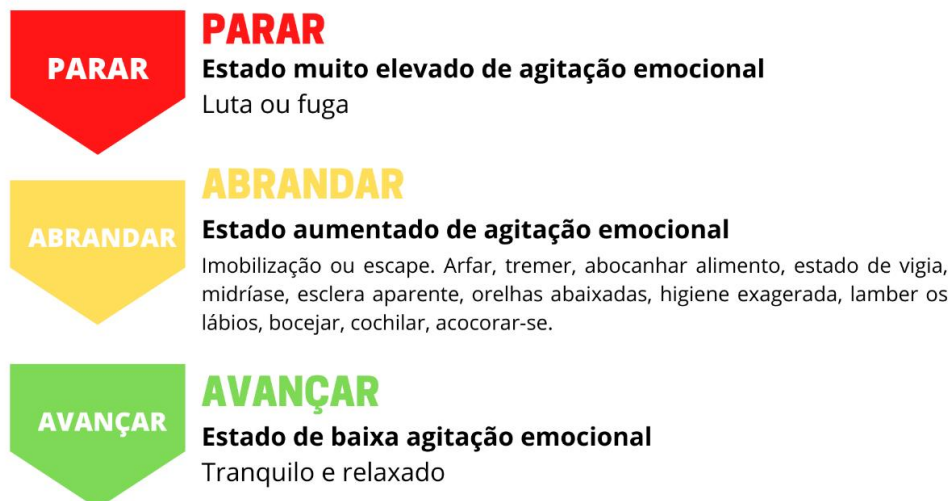 PARAR
PARAR
Estado muito elevado de agitação emocional
Luta ou fuga
ABRANDAR
ABRANDAR
Estado aumentado de agitação emocional
Imobilização ou escape. Arfar, tremer, abocanhar alimento, estado de vigia,
midríase, esclera aparente, orelhas abaixadas, higiene exagerada, lamber os
lábios, bocejar, cochilar, acocorar-se.
AVANÇAR
AVANÇAR
Estado de baixa agitação emocional
Tranquilo e relaxado